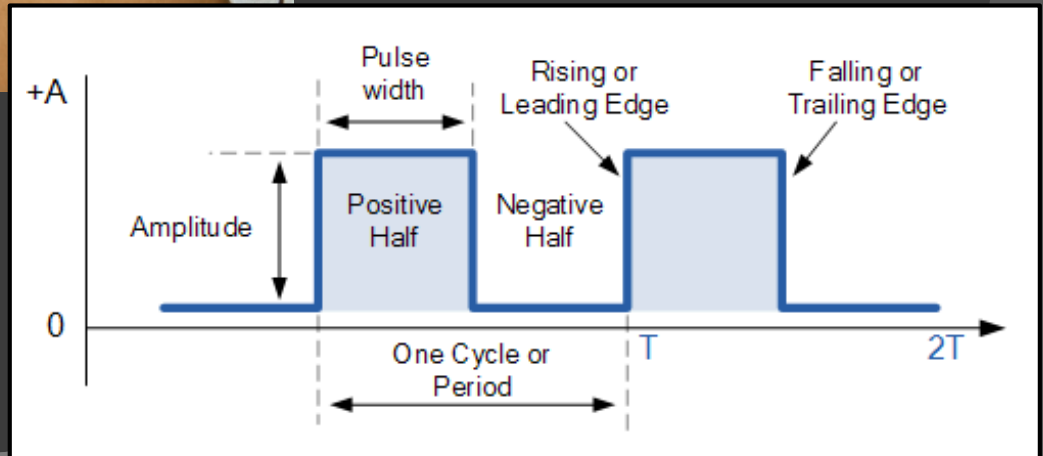 Pulse
width
Rising or
Leading Edge
Falling or
Trailing Edge
+A
Amplitude
Positive
Half
Negative
Half
0
T
2T
One Cycle or
Period